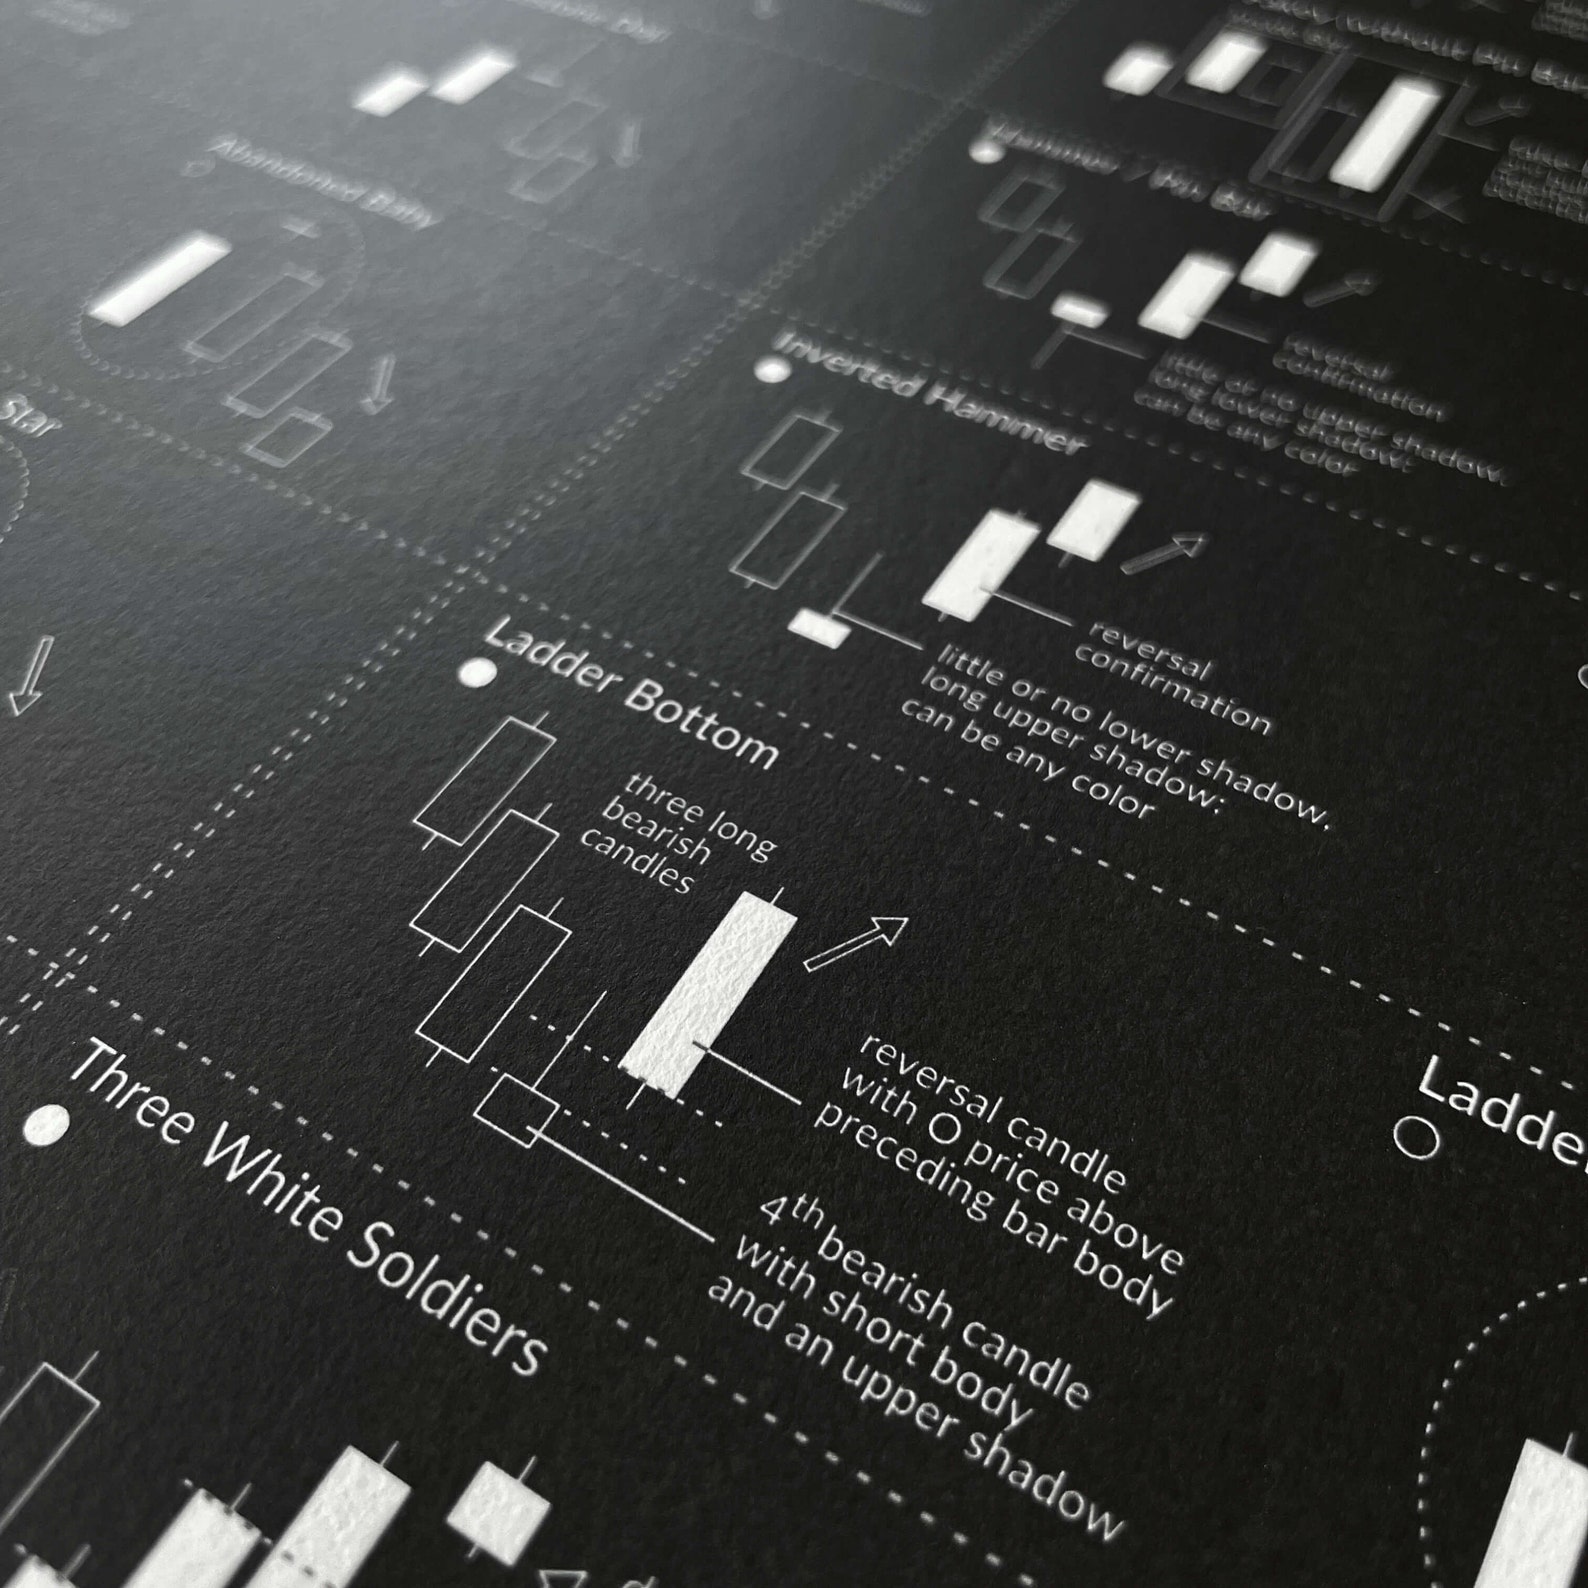 Abandoned Baby
Star
Hammer / Pin Bar
reversal
confirmation
little or no upper shadow,
long lower shadow;
can be any color
Inverted Hammer
reversal
confirmation
little or no lower shadow,
long upper shadow;
can be any color
Ladder Bottom
three long
bearish
candles
reversal candle
with O price above
preceding bar body
4th bearish candle
with short body
and an upper shadow
Three White Soldiers